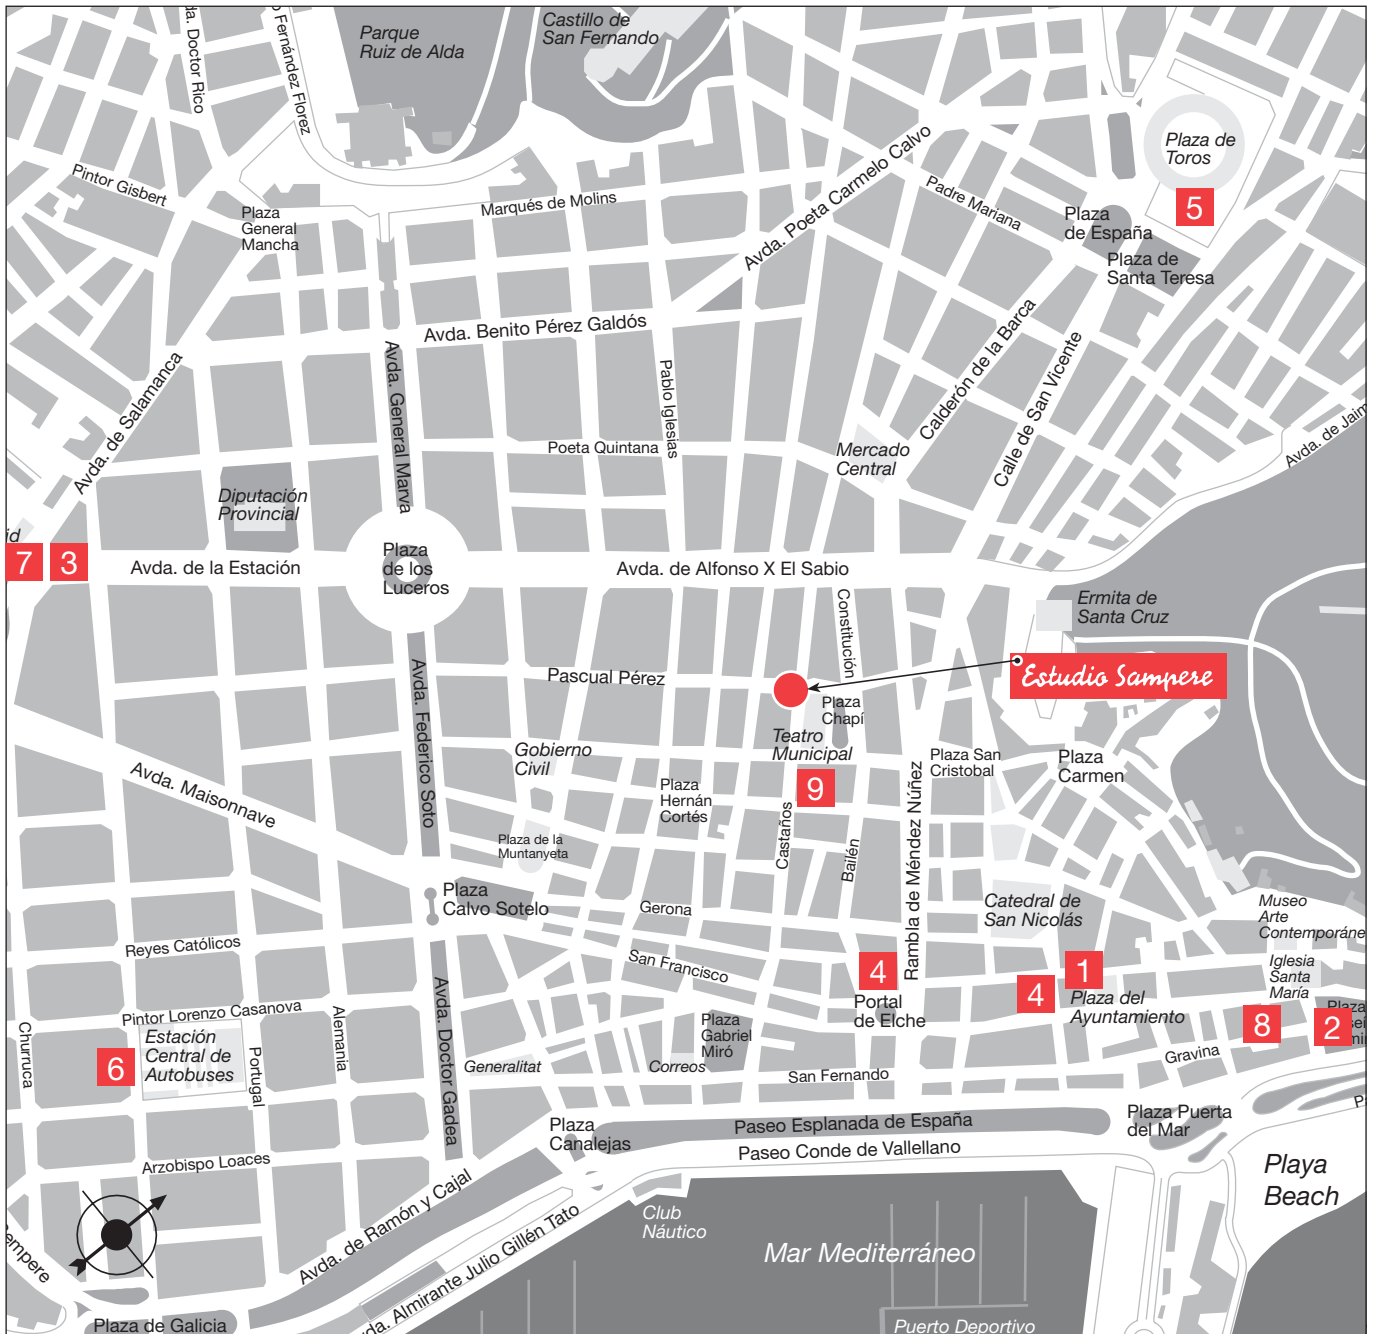 Parque
Ruiz de Alda
Castillo de
San Fernando
da. Doctor Rico
o Fernández Florez
Plaza de
Toros
5
Pintor Gisbert
Plaza
General
Mancha
Marqués de Molins
Avda. Poeta Carmelo Calvo
Padre Mariana
Plaza
de España
Plaza de
Santa Teresa
Avda. Benito Pérez Galdós
Avda. General Marva
Pablo Iglesias
Calderón de la Barca
Calle de San Vicente
Avda. de Salamanca
Poeta Quintana
Mercado
Central
Avda. de Jaim
Diputación
Provincial
id
7
3
Avda. de la Estación
Plaza
de los
Luceros
Avda. de Alfonso X El Sabio
Constitución
Ermita de
Santa Cruz
Estudio Sampere
Pascual Pérez
Avda. Federico Soto
Plaza
Chapí
Teatro
Municipal
9
Gobierno
Civil
Plaza San
Cristobal
Plaza
Carmen
Avda. Maisonnave
Plaza
Hernán
Cortés
Castaños
Bailén
Rambla de Méndez Núñez
Plaza de la
Muntanyeta
Plaza
Calvo Sotelo
Gerona
Catedral de
San Nicolás
Museo
Arte
Contemporáne
Reyes Católicos
San Francisco
4
Portal
de Elche
4
1
Plaza del
Ayuntamiento
Iglesia
Santa
María
8
2
Plaza
Pintor Lorenzo Casanova
Churruca
6
Estación
Central de
Autobuses
Portugal
Alemania
Avda. Doctor Gadea
Generalitat
Correos
Plaza
Gabriel
Miró
San Fernando
Gravina
Plaza
Canalejas
Paseo Esplanada de España
Paseo Conde de Vallellano
Plaza Puerta
del Mar
Arzobispo Loaces
Playa
Beach
Avda. de Ramón y Cajal
Club
Náutico
Mar Mediterráneo
empere
vda. Almirante Julio Gillén Tato
Plaza de Galicia
Puerto Deportivo